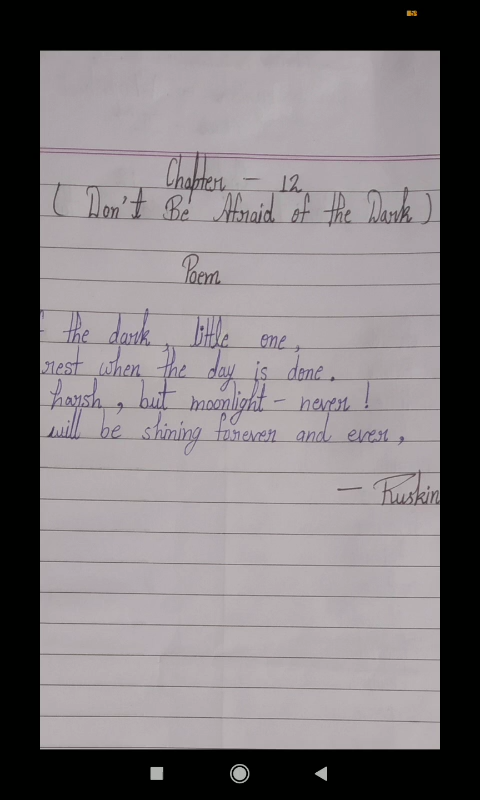 Chapter - 12
( Don't Be Afraid of the Dark )
Poem
the dark, little one,
rest when the day is done.
harsh, but moonlight - never!
will be shining forever and ever,
- Ruskin